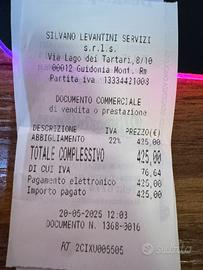 SILVANO LEVANTINI SERVIZI
s.r.l.s.
Via Lago dei Tartari,8/10
00012 Guidonia Mont. Rm
Partita iva 13334421003
DOCUMENTO COMMERCIALE
di vendita o prestazione
DESCRIZIONE IVA PREZZO(€)
ABBIGLIAMENTO 22% 425,00
TOTALE COMPLESSIVO 425,00
DI CUI IVA 76,64
Pagamento elettronico 425,00
Importo pagato 425,00
20-05-2025 12:03
DOCUMENTO N. 1368-0016
RT 2CIXU005505
subito